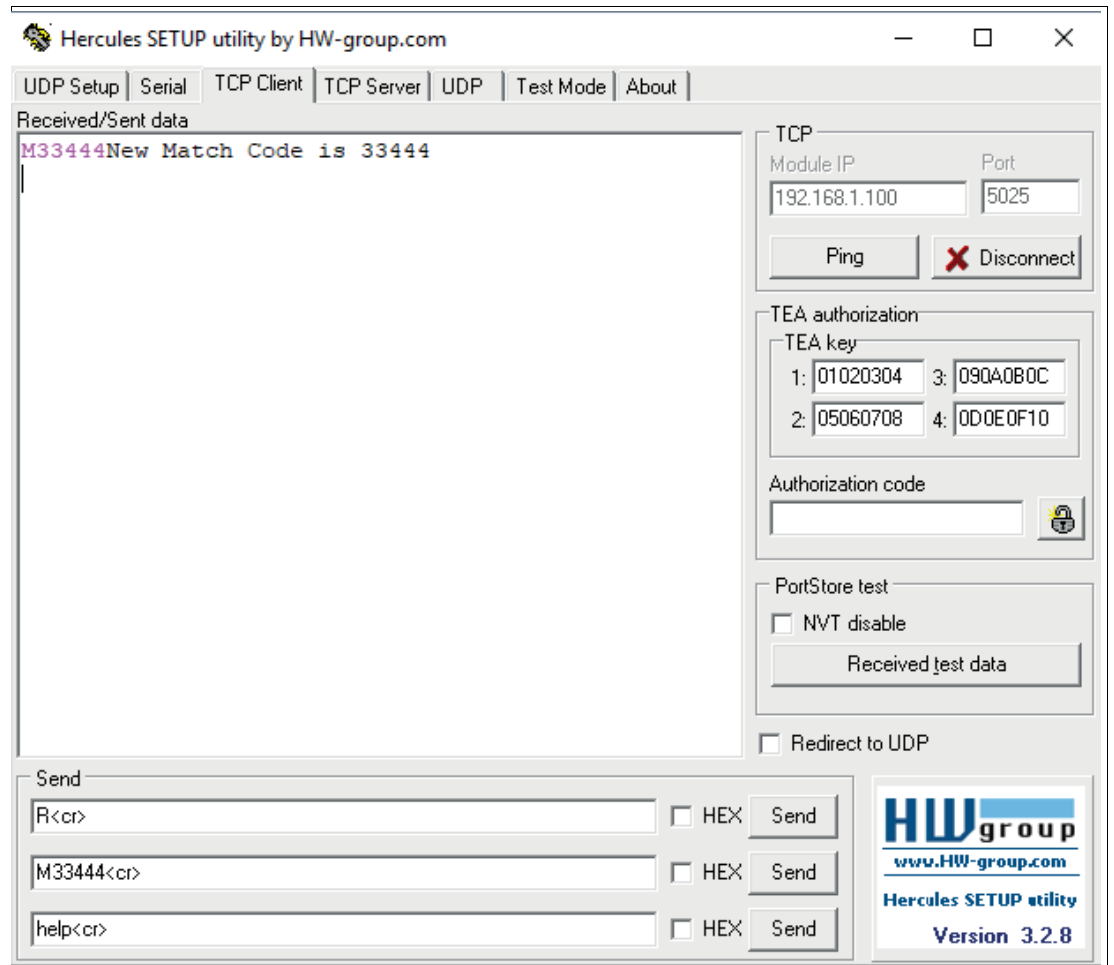 Hercules SETUP utility by HW-group.com
UDP Setup Serial TCP Client TCP Server UDP Test Mode About
Received/Sent data
M33444New Match Code is 33444
TCP
Module IP Port
192.168.1.100 5025
Ping Disconnect
TEA authorization
TEA key
1: 01020304 3: 090A0B0C
2: 05060708 4: 0D0E0F10
Authorization code
PortStore test
NVT disable
Received test data
Redirect to UDP
Send
R<cr> HEX Send
M33444<cr> HEX Send
help<cr> HEX Send
HWgroup
www.HW-group.com
Hercules SETUP utility
Version 3.2.8